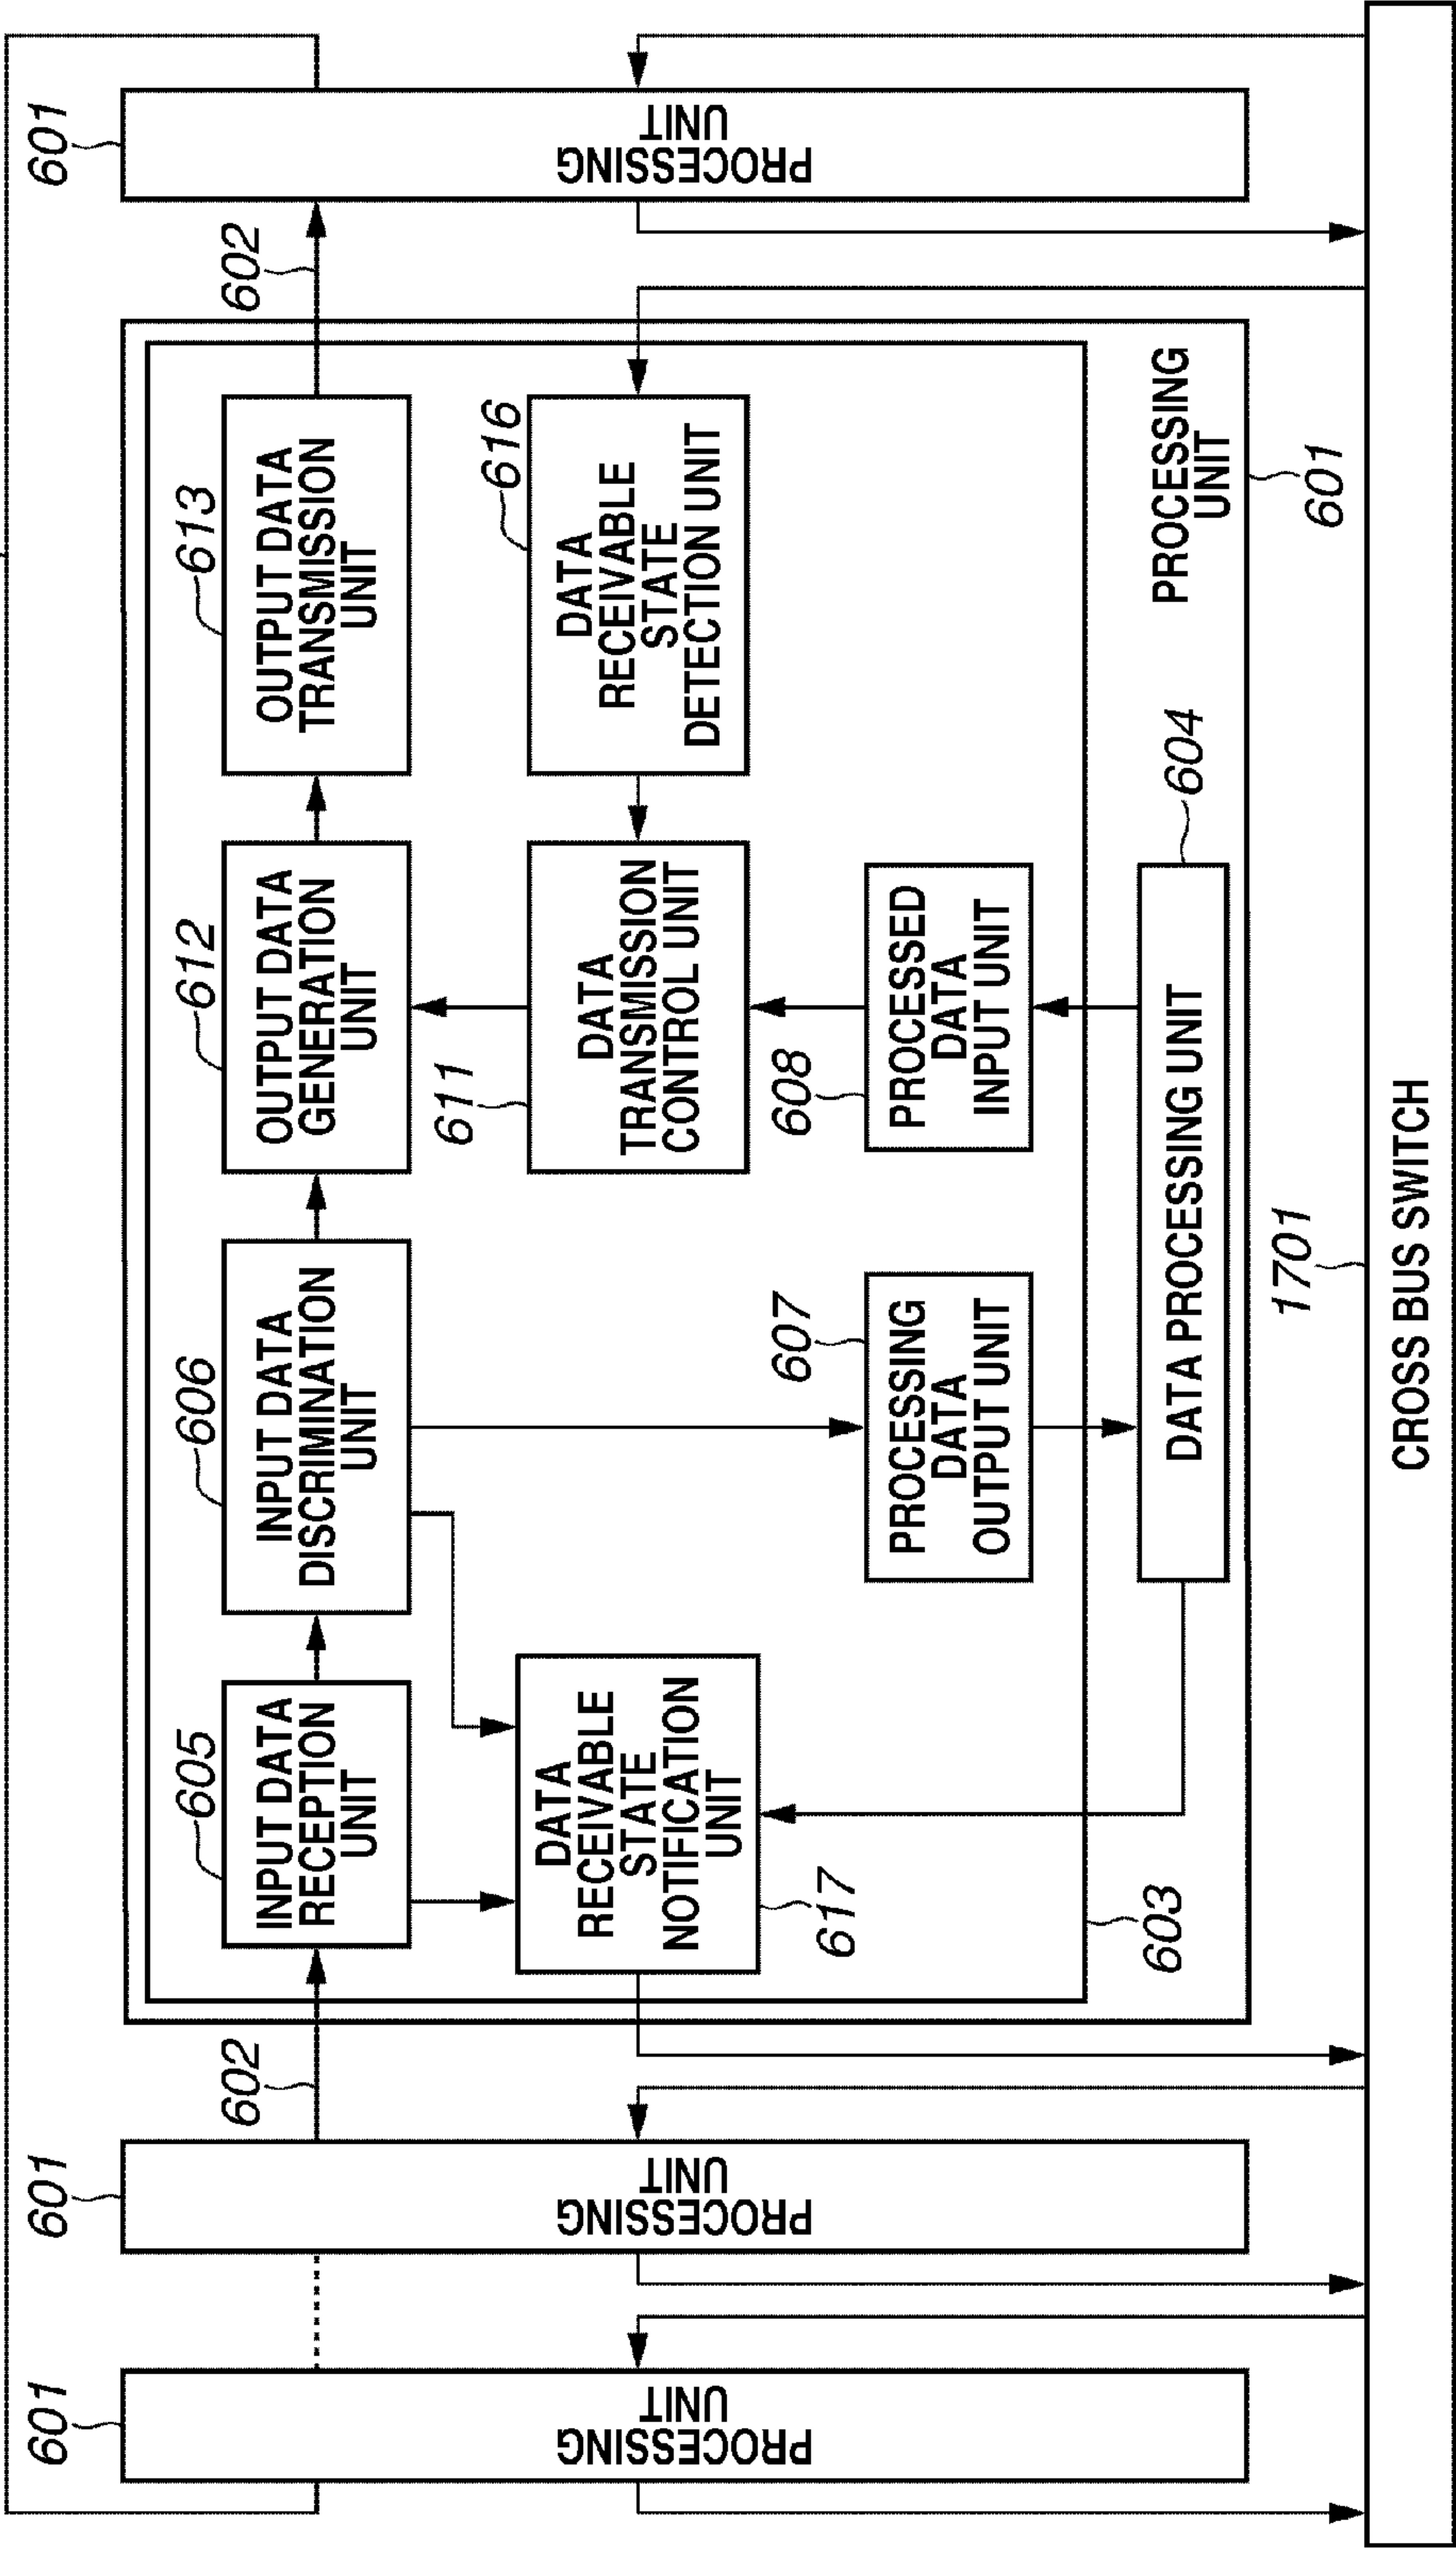 601
PROCESSING
UNIT
601
PROCESSING
UNIT
602
605
INPUT DATA
RECEPTION
UNIT
606
INPUT DATA
DISCRIMINATION
UNIT
612
OUTPUT DATA
GENERATION
UNIT
613
OUTPUT DATA
TRANSMISSION
UNIT
602
601
PROCESSING
UNIT
DATA
RECEIVABLE
STATE
NOTIFICATION
UNIT
617
611
DATA
TRANSMISSION
CONTROL UNIT
616
DATA
RECEIVABLE
STATE
DETECTION UNIT
607
PROCESSING
DATA
OUTPUT UNIT
608
PROCESSED
DATA
INPUT UNIT
603
DATA PROCESSING UNIT
604
PROCESSING
UNIT
601
1701
CROSS BUS SWITCH